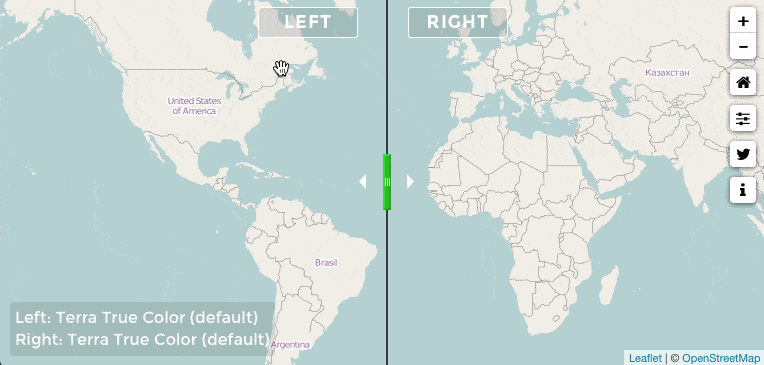 LEFT
RIGHT
+
−
Казахстан
United States
of America
Brasil
Left: Terra True Color (default)
Right: Terra True Color (default)
Argentina
Leaflet | © OpenStreetMap